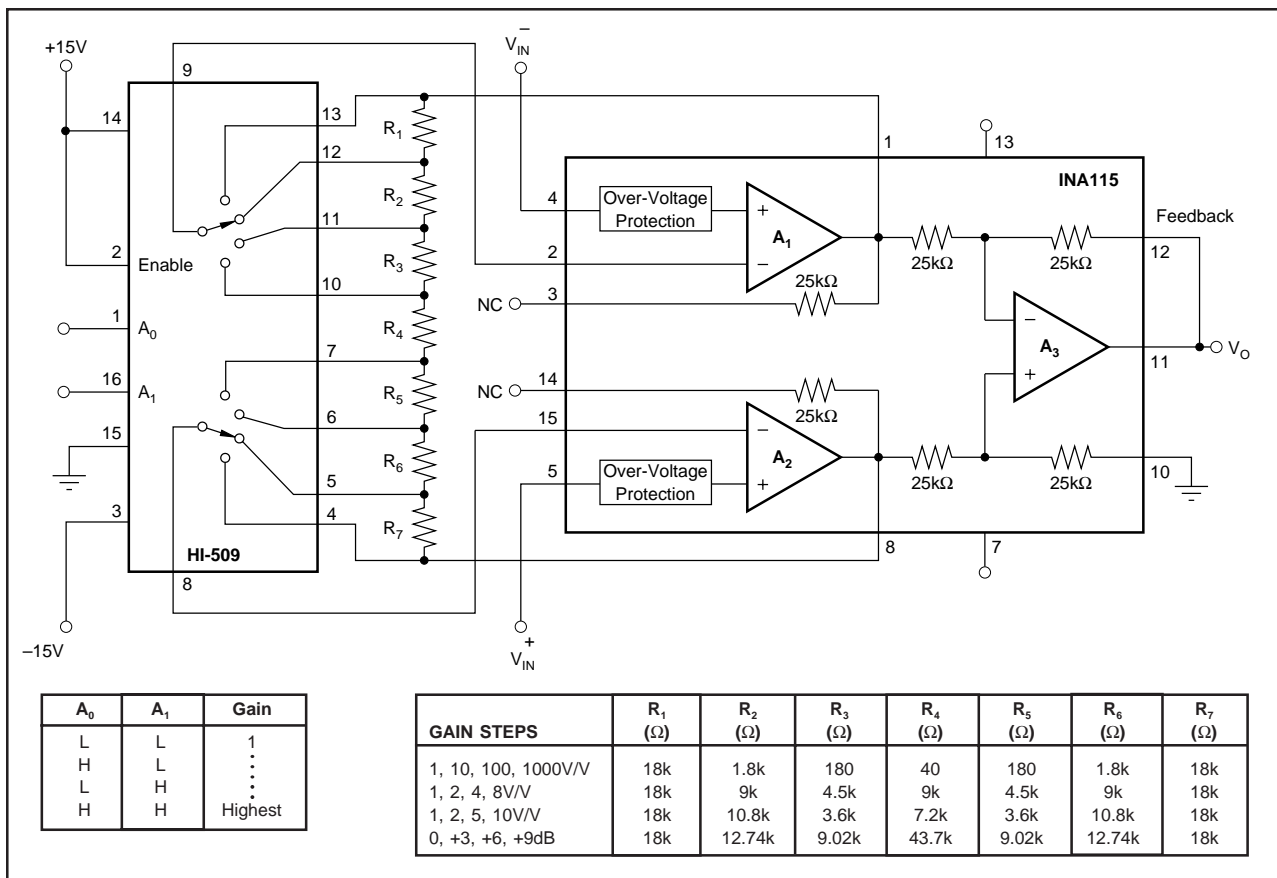 +15V
14
2
Enable
1
A0
16
A1
15
3
–15V
9
8
HI-509
13
12
11
10
7
6
5
4
R1
R2
R3
R4
R5
R6
R7
V–IN
V+IN
4
Over-Voltage
Protection
+
A1
–
2
NC
3
25kΩ
1
25kΩ
25kΩ
13
INA115
Feedback
12
–
A3
+
11
VO
NC
14
25kΩ
15
–
A2
+
5
Over-Voltage
Protection
25kΩ
25kΩ
10
8
7
A0 A1 Gain
L L 1
H L
L H
H H Highest
GAIN STEPS R1 (Ω) R2 (Ω) R3 (Ω) R4 (Ω) R5 (Ω) R6 (Ω) R7 (Ω)
1, 10, 100, 1000V/V 18k 1.8k 180 40 180 1.8k 18k
1, 2, 4, 8V/V 18k 9k 4.5k 9k 4.5k 9k 18k
1, 2, 5, 10V/V 18k 10.8k 3.6k 7.2k 3.6k 10.8k 18k
0, +3, +6, +9dB 18k 12.74k 9.02k 43.7k 9.02k 12.74k 18k